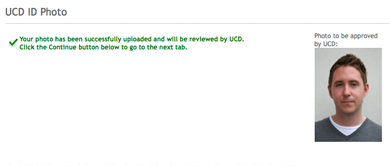 UCD ID Photo
Your photo has been successfully uploaded and will be reviewed by UCD.
Click the Continue button below to go to the next tab.
Photo to be approved
by UCD: